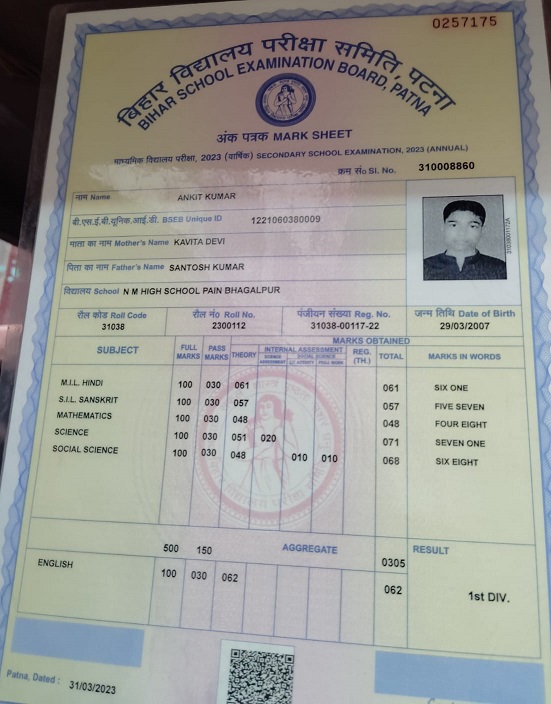 0257175
बिहार विद्यालय परीक्षा समिति, पटना
BIHAR SCHOOL EXAMINATION BOARD, PATNA
अंक पत्रक MARK SHEET
माध्यमिक विद्यालय परीक्षा, 2023 (वार्षिक) SECONDARY SCHOOL EXAMINATION, 2023 (ANNUAL)
क्रम सं० Sl. No. 310008860
नाम Name ANKIT KUMAR
बी.एस.ई.बी.यूनिक.आई.डी. BSEB Unique ID 1221060380009
माता का नाम Mother's Name KAVITA DEVI
पिता का नाम Father's Name SANTOSH KUMAR
विद्यालय School N M HIGH SCHOOL PAIN BHAGALPUR
रौल कोड Roll Code रौल नं० Roll No. पंजीयन संख्या Reg. No. जन्म तिथि Date of Birth
31038 2300112 31038-00117-22 29/03/2007
MARKS OBTAINED
SUBJECT FULL MARKS PASS MARKS THEORY INTERNAL ASSESSMENT REG. (TH.) TOTAL MARKS IN WORDS
SCIENCE SOCIAL SCIENCE
M.I.L. HINDI 100 030 061 061 SIX ONE
S.I.L. SANSKRIT 100 030 057 057 FIVE SEVEN
MATHEMATICS 100 030 048 048 FOUR EIGHT
SCIENCE 100 030 051 020 071 SEVEN ONE
SOCIAL SCIENCE 100 030 048 010 010 068 SIX EIGHT
500 150 AGGREGATE 0305 RESULT
ENGLISH 100 030 062 062 1st DIV.
Patna, Dated : 31/03/2023